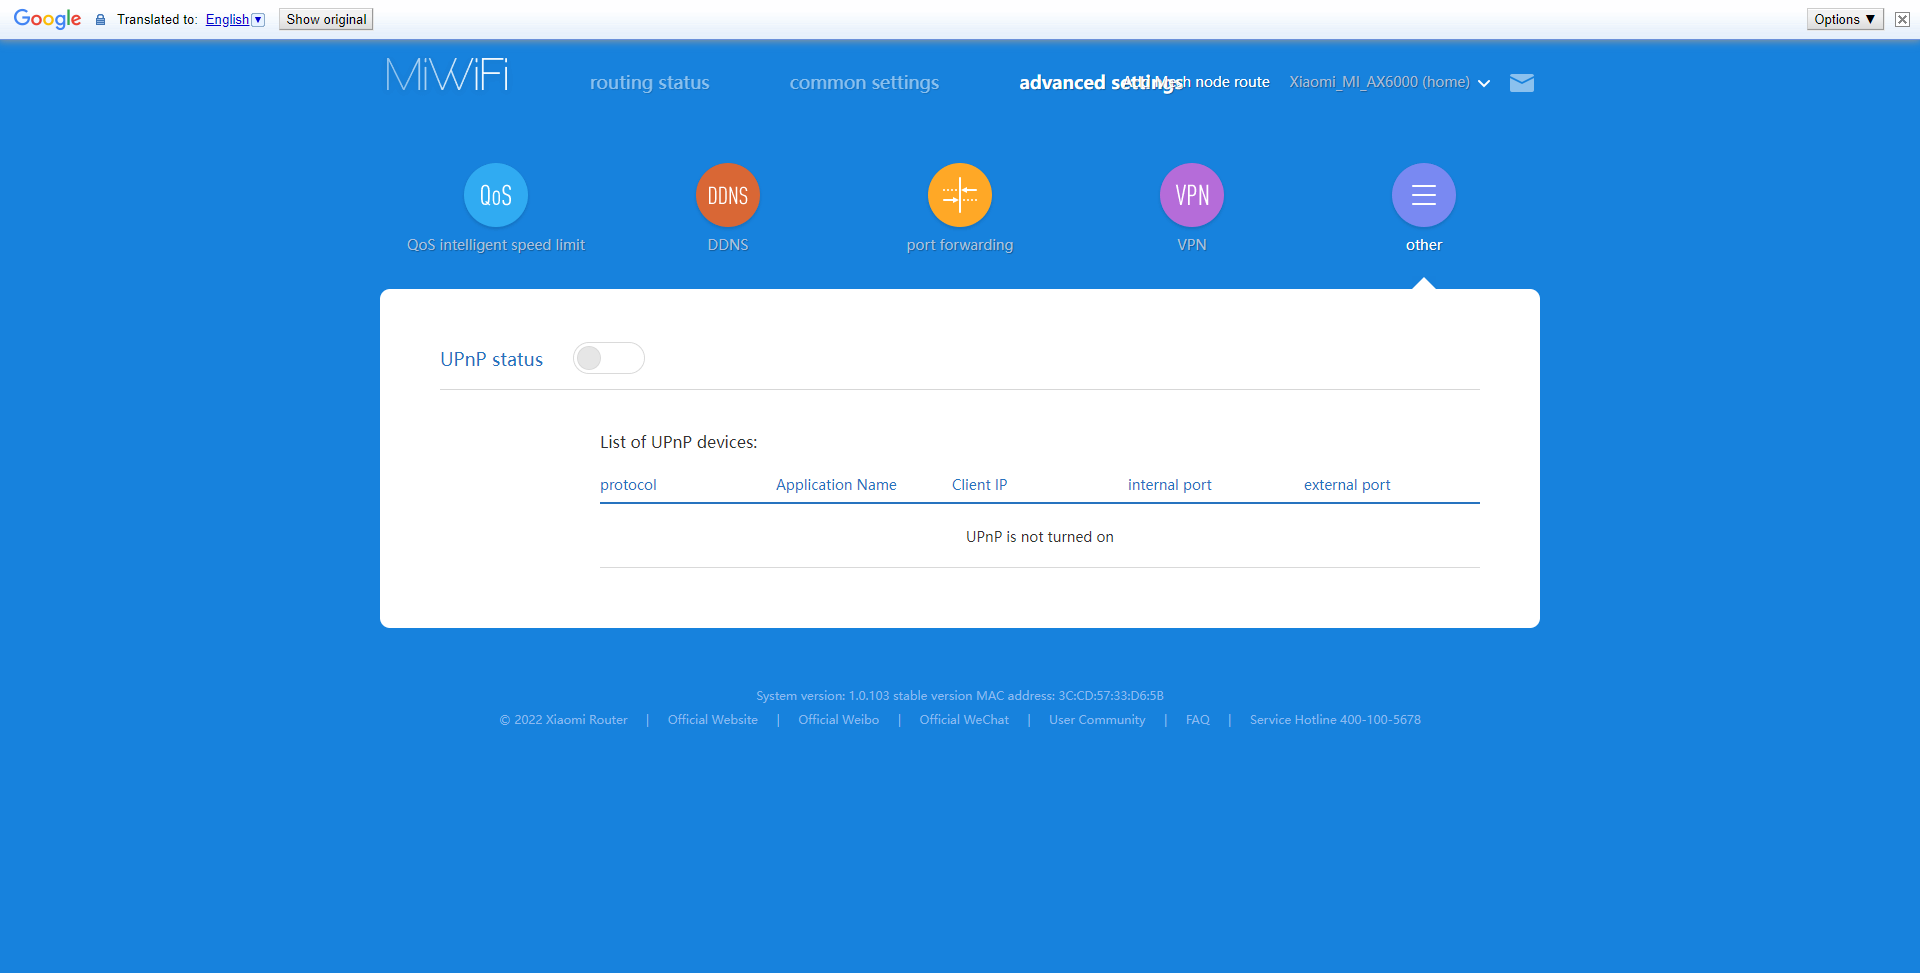 Google Translated to: English Show original Options ▼
MiWiFi routing status common settings advanced settings Add Mesh node route Xiaomi_MI_AX6000 (home)
QoS DDNS VPN
QoS intelligent speed limit DDNS port forwarding VPN other
UPnP status
List of UPnP devices:
protocol Application Name Client IP internal port external port
UPnP is not turned on
System version: 1.0.103 stable version MAC address: 3C:CD:57:33:D6:5B
© 2022 Xiaomi Router | Official Website | Official Weibo | Official WeChat | User Community | FAQ | Service Hotline 400-100-5678